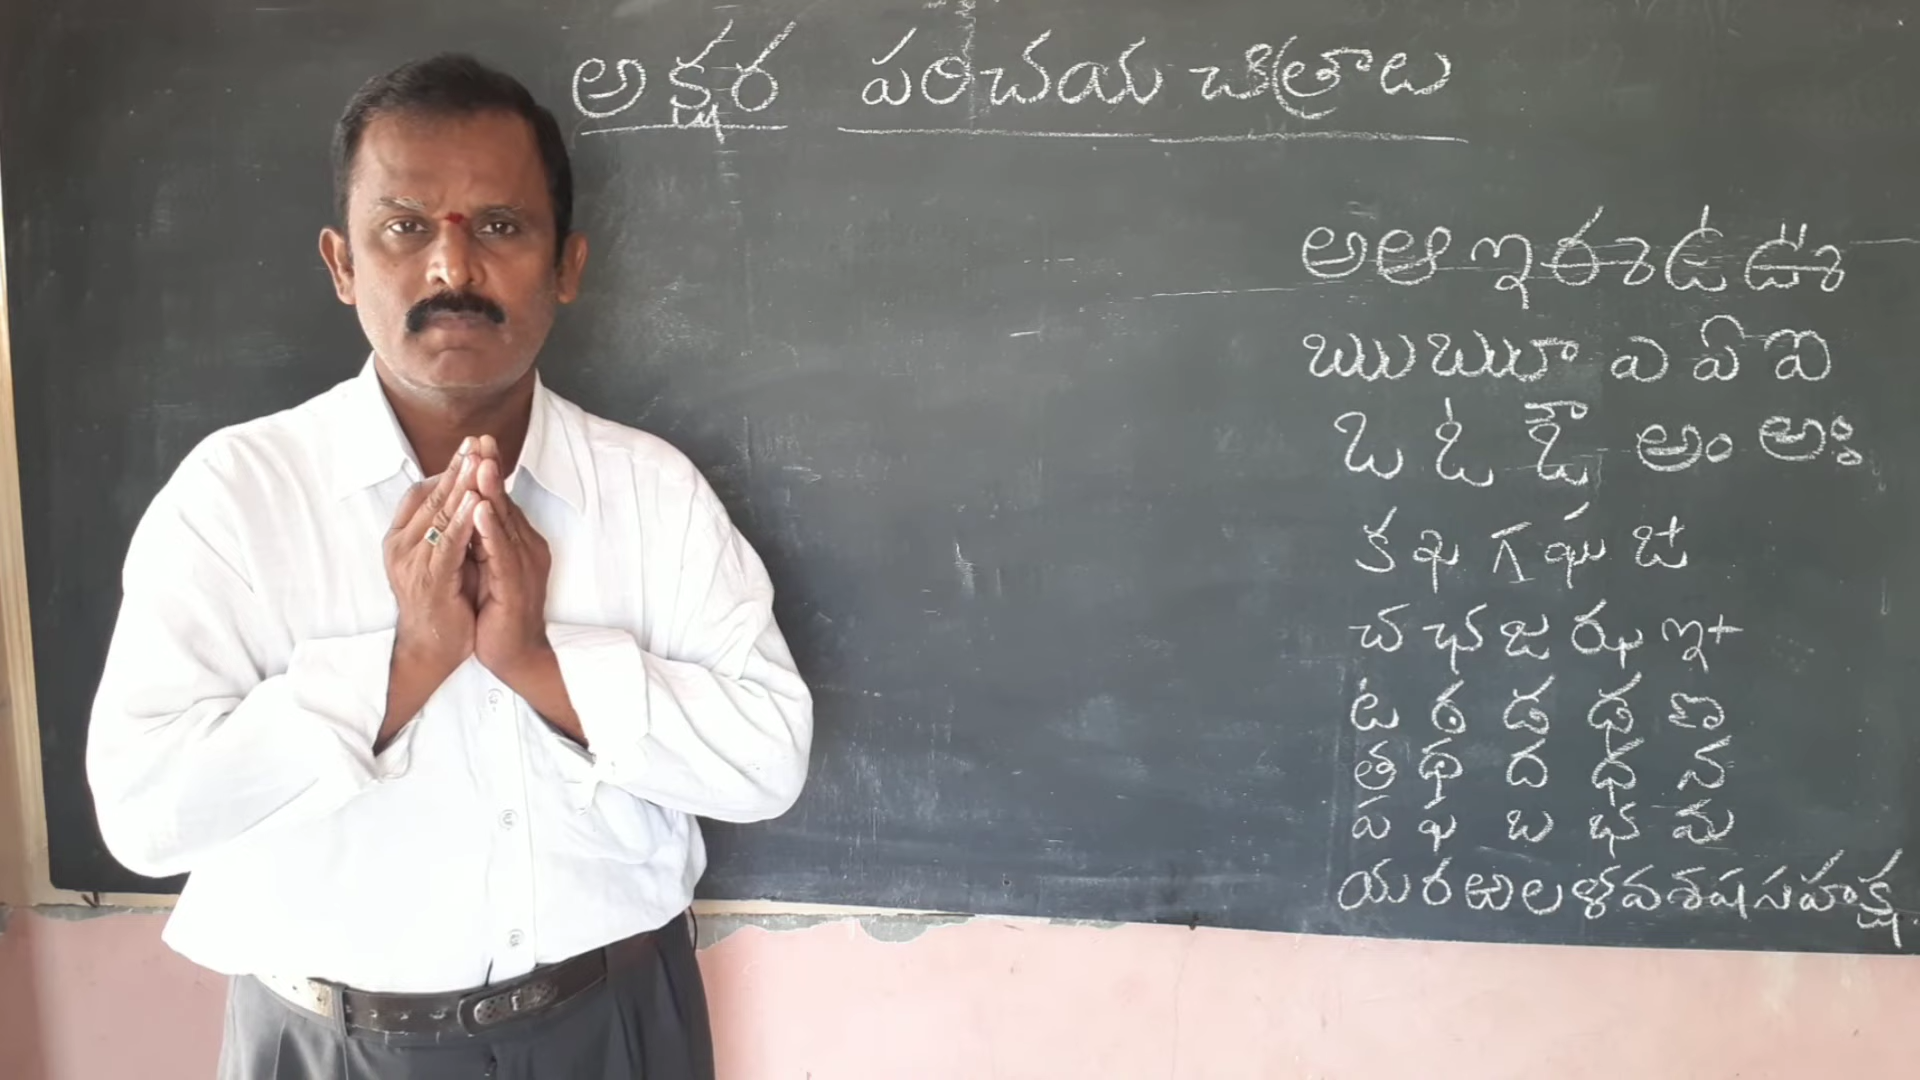 అక్షర పరిచయ చిత్రాలు
అ ఆ ఇ ఈ ఉ ఊ
ఋ ౠ ఎ ఏ ఐ
ఒ ఓ ఔ అం అః
క ఖ గ ఘ ఙ
చ ఛ జ ఝ ఞ
ట ఠ డ ఢ ణ
త థ ద ధ న
ప ఫ బ భ మ
య ర ఱ ల ళ వ శ ష స హ క్ష